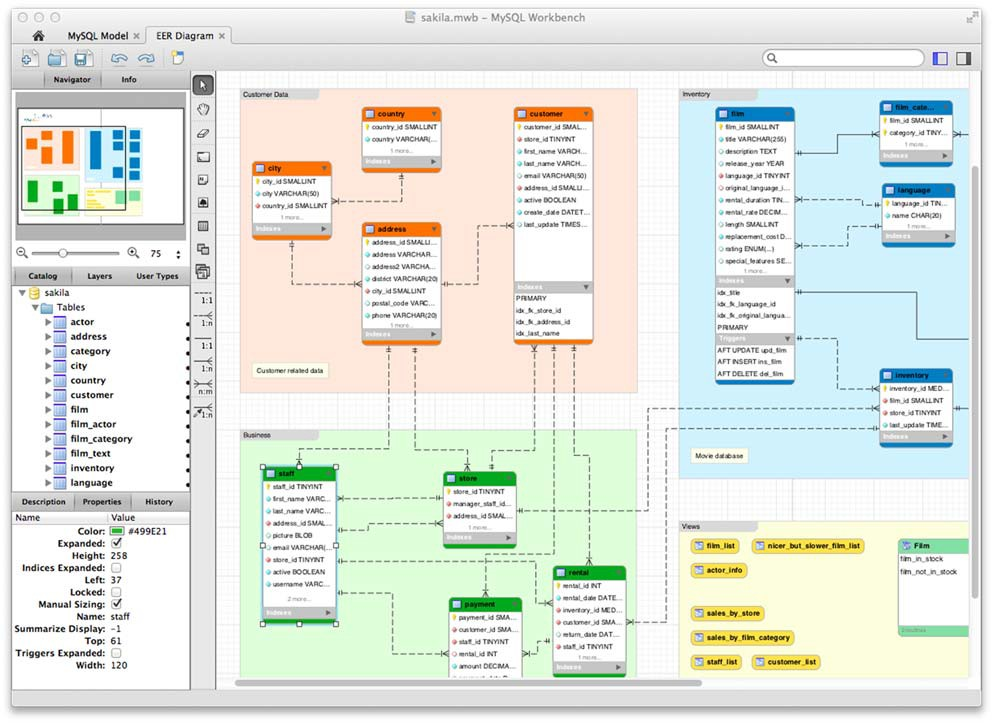 sakila.mwb – MySQL Workbench
MySQL Model
EER Diagram
Navigator
Info
75
Catalog
Layers
User Types
sakila
Tables
actor
address
category
city
country
customer
film
film_actor
film_category
film_text
inventory
language
Description
Properties
History
Name
Value
Color: #499E21
Expanded:
Height: 258
Indices Expanded:
Left: 37
Locked:
Manual Sizing:
Name: staff
Summarize Display: -1
Top: 61
Triggers Expanded:
Width: 120
1:1
1:n
1:1
1:n
n:m
1:n
Customer Data
country
country_id SMALLINT
country VARCHAR(...
1 more...
Indexes
city
city_id SMALLINT
city VARCHAR(50)
country_id SMALLINT
1 more...
Indexes
address
address_id SMALLI...
address VARCHAR...
address2 VARCHA...
district VARCHAR(20)
city_id SMALLINT
postal_code VARC...
phone VARCHAR(20)
1 more...
Indexes
customer
customer_id SMAL...
store_id TINYINT
first_name VARCH...
last_name VARCH...
email VARCHAR(50)
address_id SMALLI...
active BOOLEAN
create_date DATET...
last_update TIMES...
Indexes
PRIMARY
idx_fk_store_id
idx_fk_address_id
idx_last_name
Customer related data
Inventory
film
film_id SMALLINT
title VARCHAR(255)
description TEXT
release_year YEAR
language_id TINYINT
original_language_i...
rental_duration TIN...
rental_rate DECIM...
length SMALLINT
replacement_cost D...
rating ENUM(...)
special_features SE...
1 more...
Indexes
idx_title
idx_fk_language_id
idx_fk_original_langua...
PRIMARY
Triggers
AFT UPDATE upd_film
AFT INSERT ins_film
AFT DELETE del_film
film_cate...
film_id SMALLINT
category_id TINY...
1 more...
Indexes
language
language_id TIN...
name CHAR(20)
1 more...
Indexes
inventory
inventory_id MED...
film_id SMALLINT
store_id TINYINT
last_update TIME...
Indexes
Movie database
Business
staff
staff_id TINYINT
first_name VARC...
last_name VARC...
address_id SMAL...
picture BLOB
email VARCHAR(...
store_id TINYINT
active BOOLEAN
username VARC...
2 more...
Indexes
store
store_id TINYINT
manager_staff_id...
address_id SMAL...
1 more...
Indexes
payment
payment_id SMA...
customer_id SMA...
staff_id TINYINT
rental_id INT
amount DECIMA...
rental
rental_id INT
rental_date DATE...
inventory_id MED...
customer_id SMA...
return_date DAT...
staff_id TINYINT
1 more...
Indexes
Views
film_list
nicer_but_slower_film_list
actor_info
sales_by_store
sales_by_film_category
staff_list
customer_list
Film
film_in_stock
film_not_in_stock